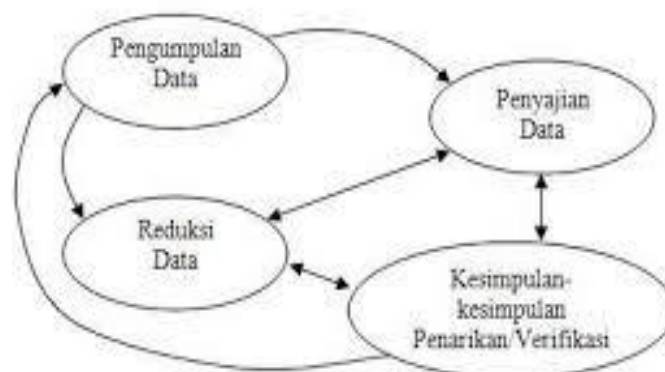 Pengumpulan
Data
Penyajian
Data
Reduksi
Data
Kesimpulan-
kesimpulan
Penarikan/Verifikasi